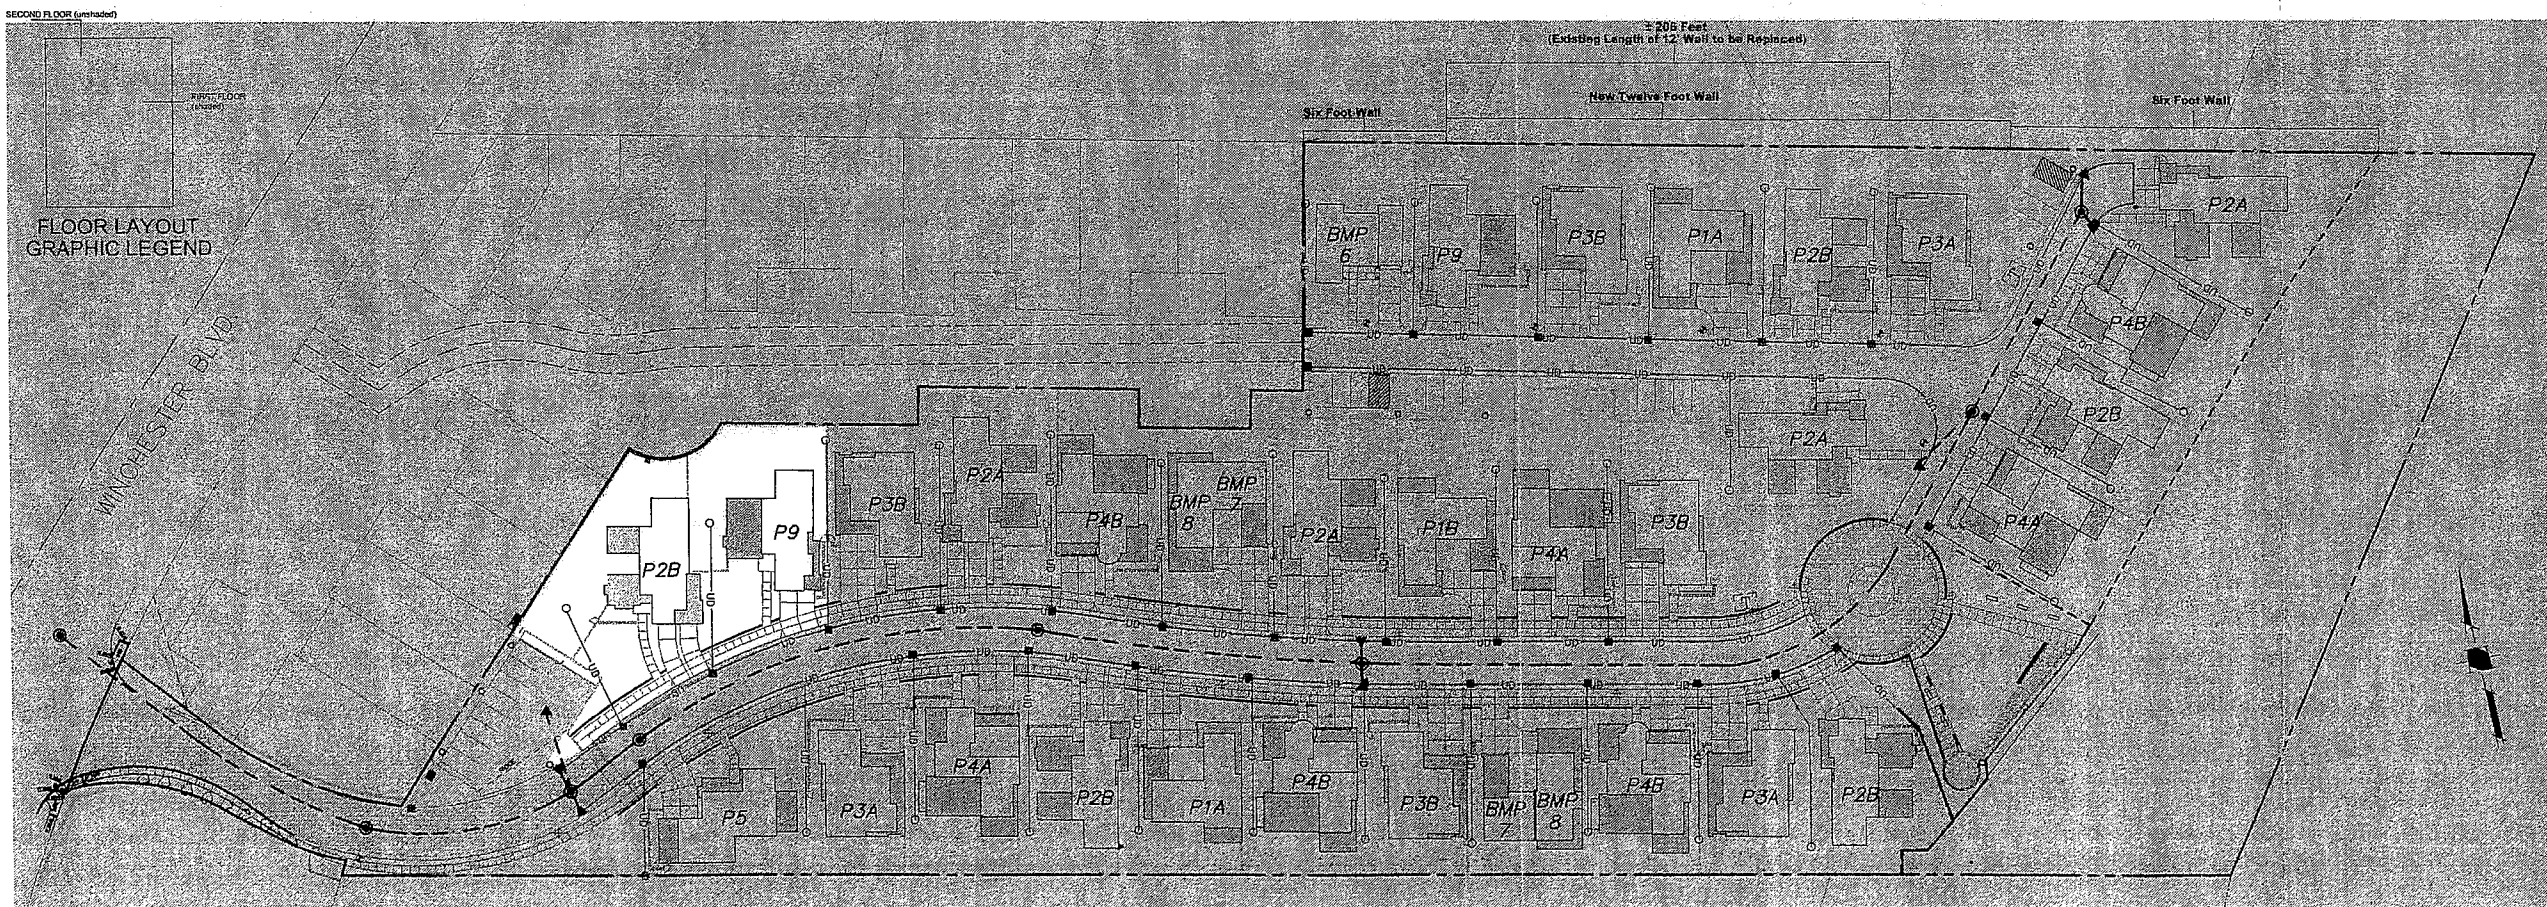 SECOND FLOOR (unshaded)
± 206 Feet
(Existing Length of 12' Wall to be Replaced)
FIRST FLOOR
(shaded)
New Twelve Foot Wall
Six Foot Wall
Six Foot Wall
FLOOR LAYOUT
GRAPHIC LEGEND
WINCHESTER BLVD.
BMP
6
P9
P3B
P1A
P2B
P3A
P2A
P4B
P2B
P2A
P4A
P2B
P9
P3B
P2A
P4B
BMP
8
BMP
7
P2A
P1B
P4A
P3B
P5
P3A
P4A
P2B
P1A
P4B
P3B
BMP
7
BMP
8
P4B
P3A
P2B